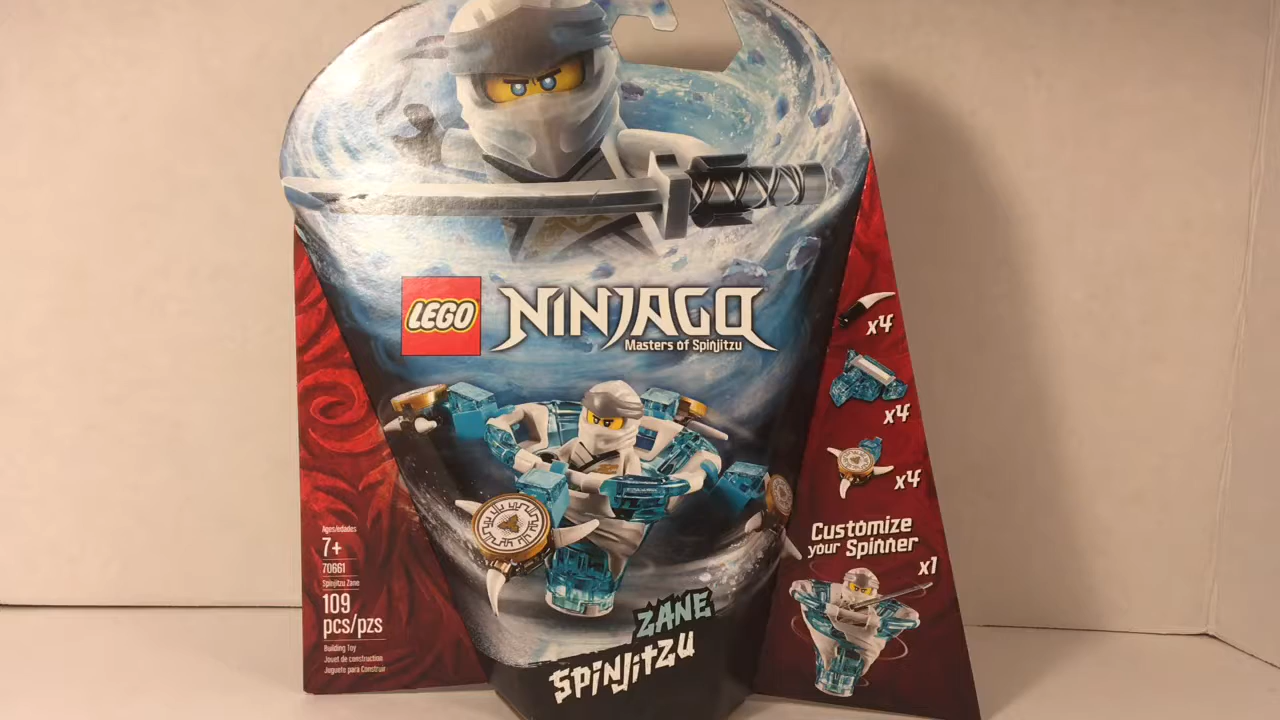 LEGO NINJAGO
Masters of Spinjitzu
x4
x4
x4
Customize
your Spinner
x1
Ages/edades
7+
70661
Spinjitzu Zane
109
pcs/pzs
Building Toy
Jouet de construction
Juguete para Construir
ZANE
SPINJITZU